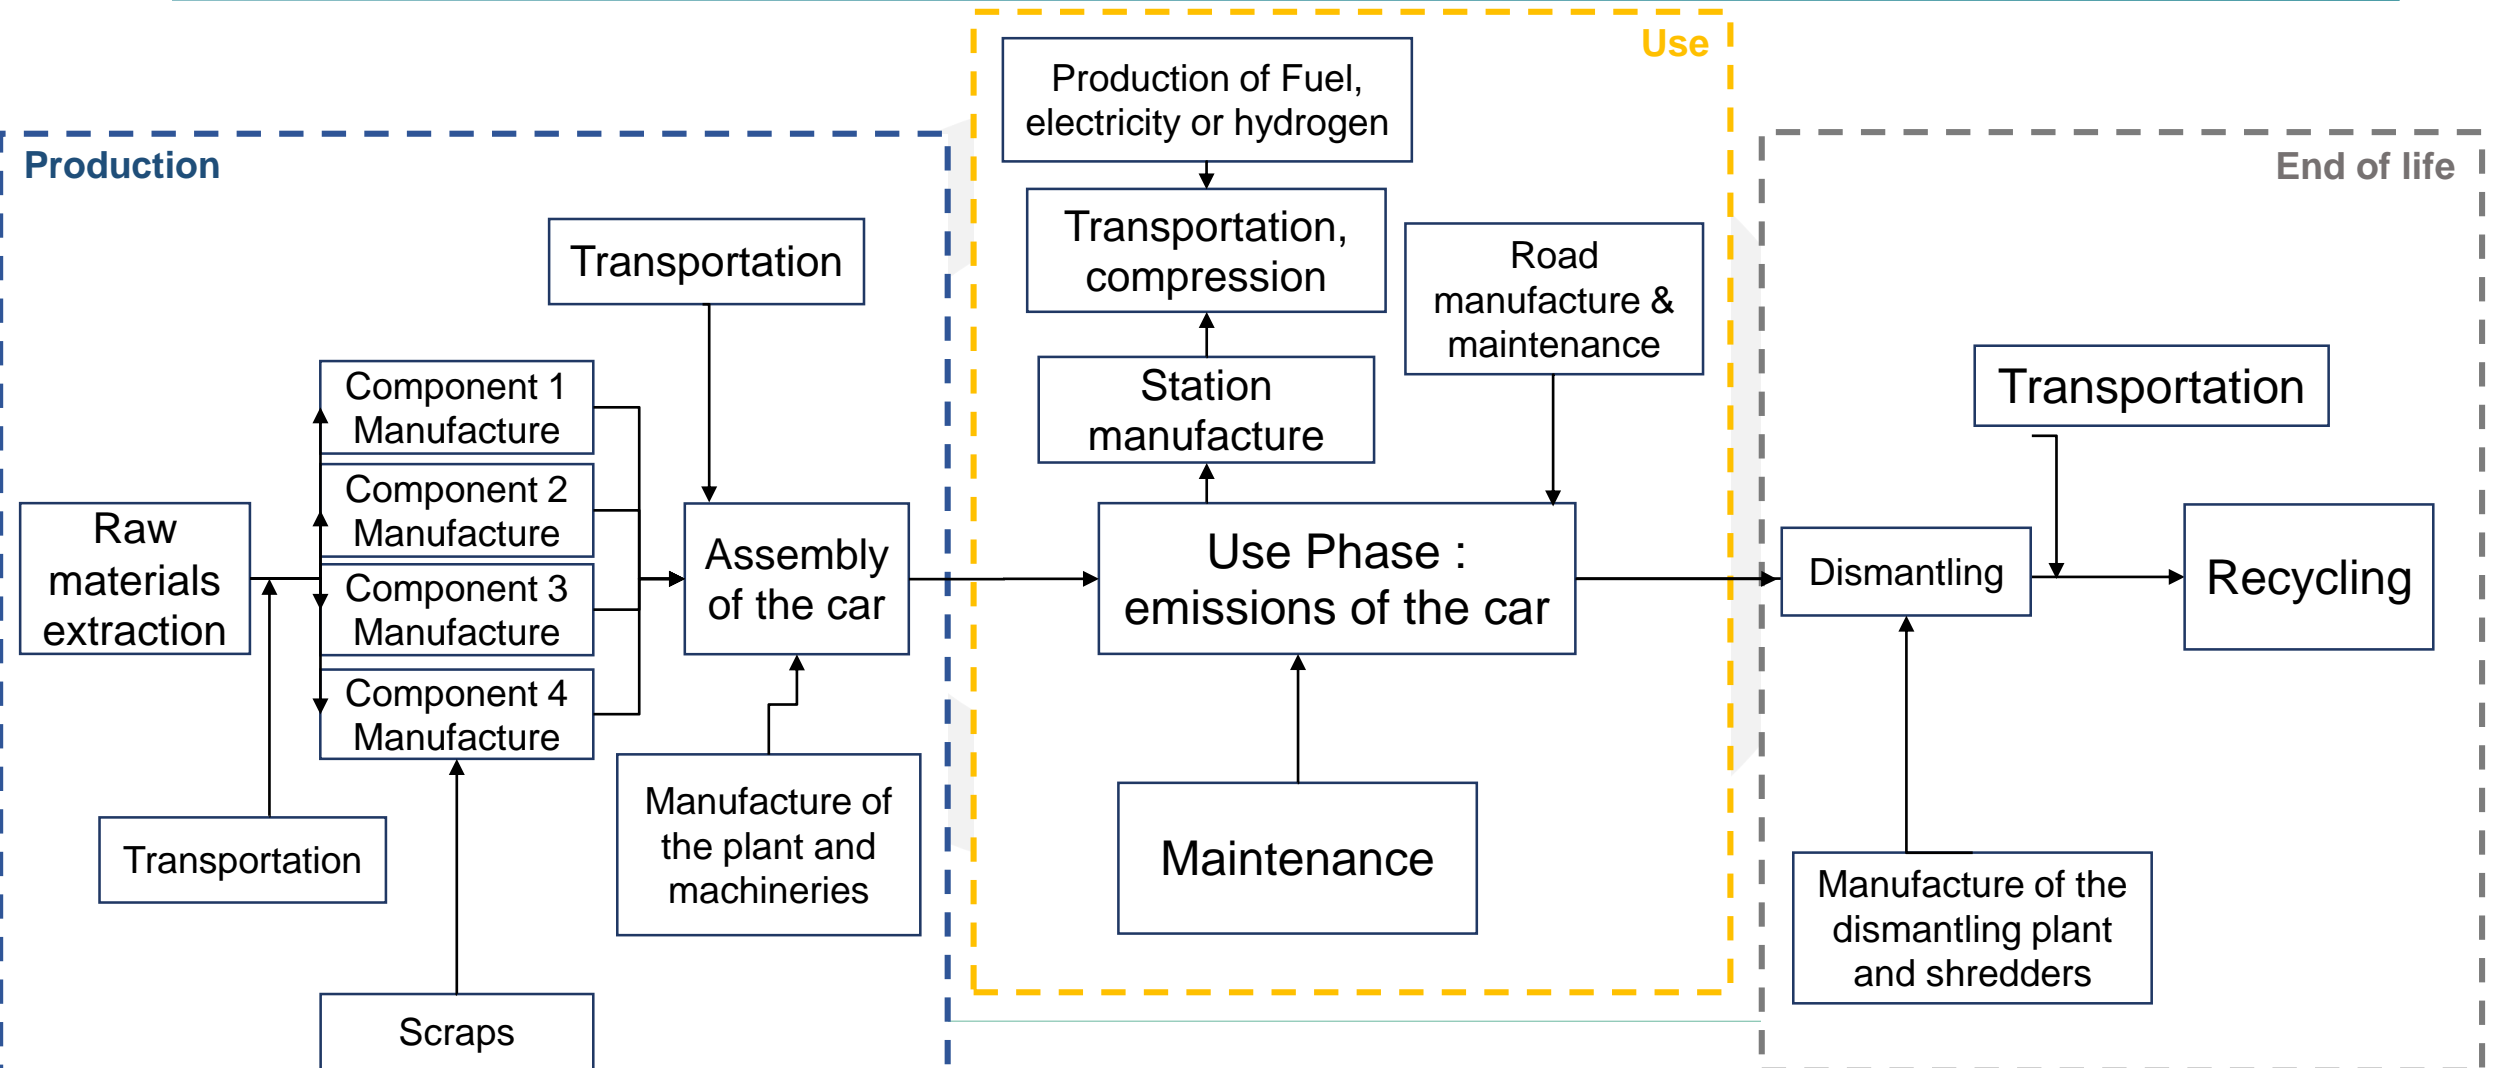 Production
Transportation
Component 1
Manufacture
Component 2
Manufacture
Component 3
Manufacture
Component 4
Manufacture
Raw
materials
extraction
Assembly
of the car
Transportation
Manufacture of
the plant and
machineries
Scraps
Use
Production of Fuel,
electricity or hydrogen
Transportation,
compression
Station
manufacture
Road
manufacture &
maintenance
Use Phase :
emissions of the car
Maintenance
End of life
Transportation
Dismantling
Recycling
Manufacture of the
dismantling plant
and shredders